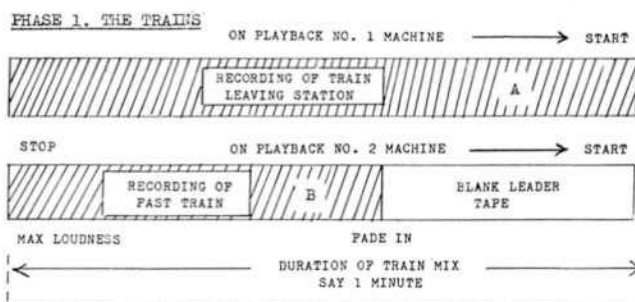 PHASE 1. THE TRAINS
ON PLAYBACK NO. 1 MACHINE START
RECORDING OF TRAIN
LEAVING STATION
A
STOP ON PLAYBACK NO. 2 MACHINE START
RECORDING OF
FAST TRAIN
B
BLANK LEADER
TAPE
MAX LOUDNESS FADE IN
DURATION OF TRAIN MIX
SAY 1 MINUTE